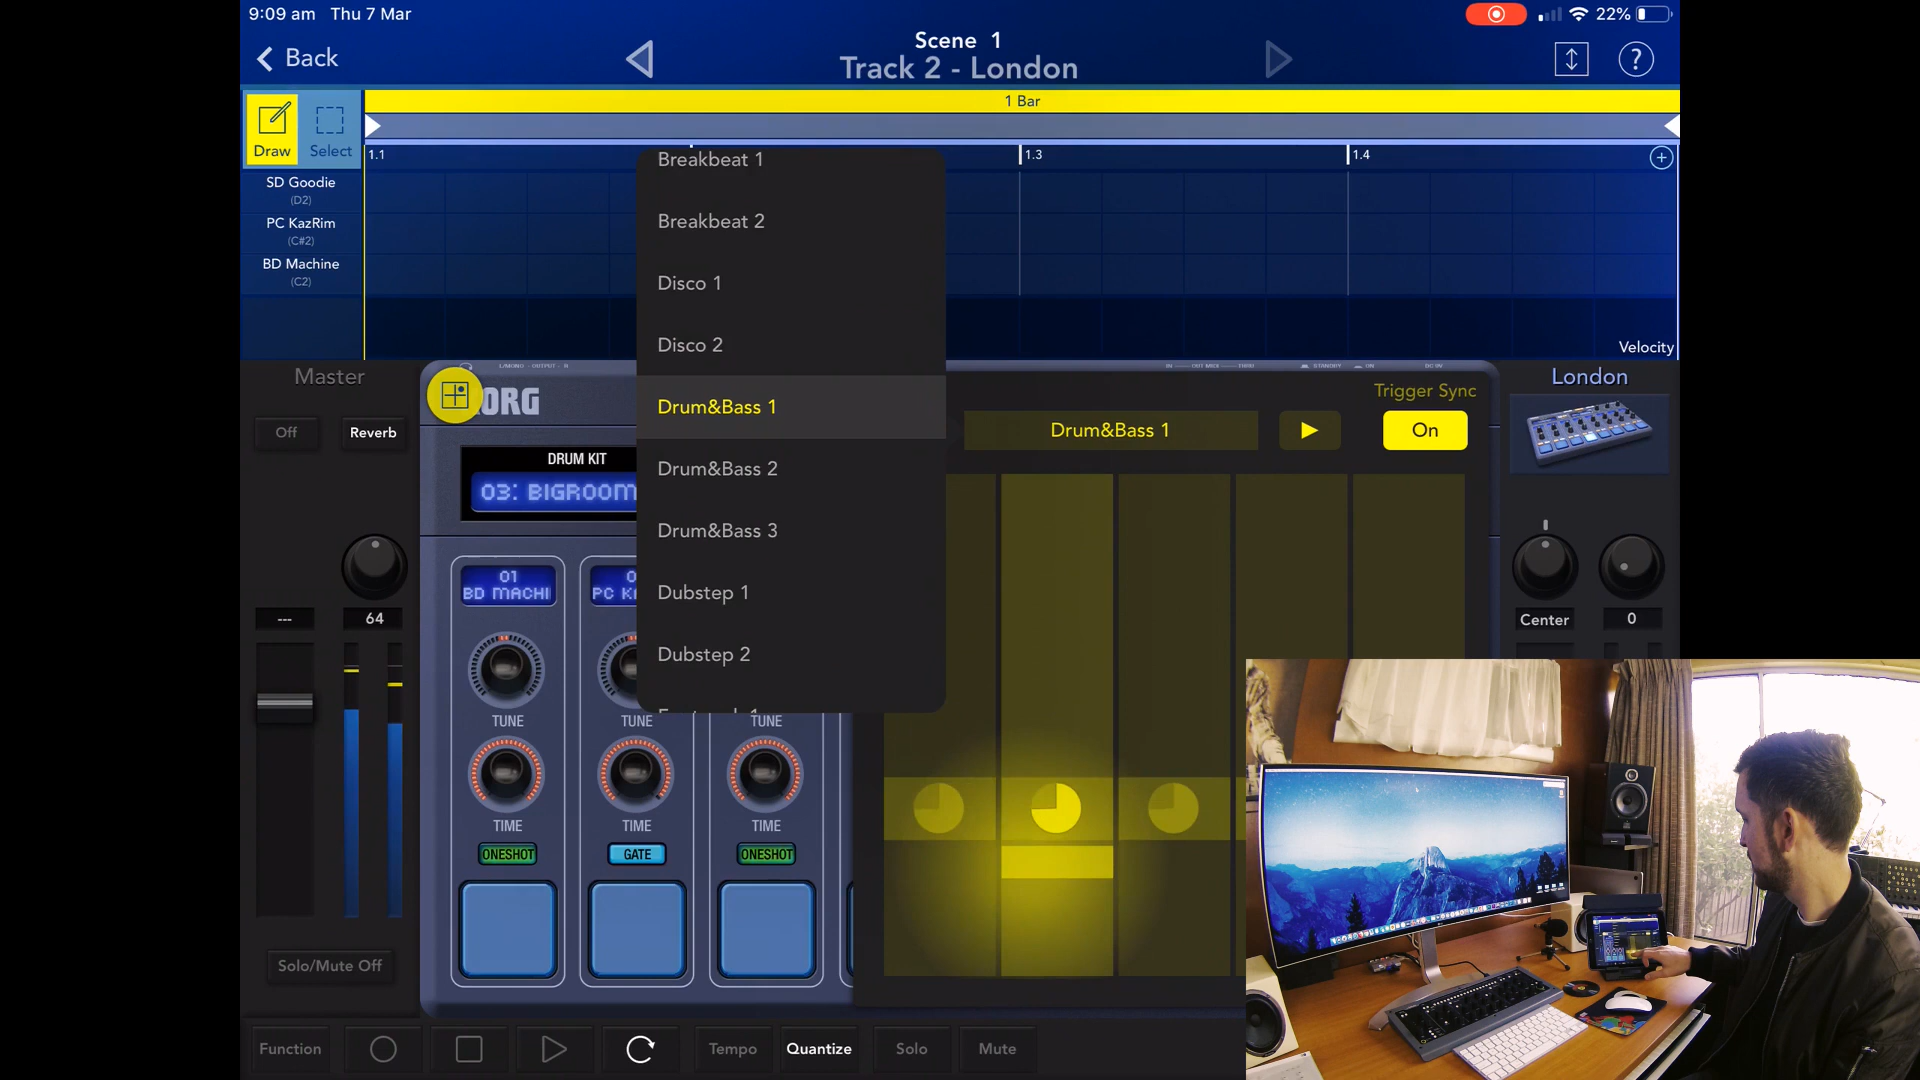 9:09 am Thu 7 Mar
22%
Back
Scene 1
Track 2 - London
?
1 Bar
Draw
Select
1.1
1.3
1.4
SD Goodie
(D2)
PC KazRim
(C#2)
BD Machine
(C2)
Velocity
Breakbeat 1
Breakbeat 2
Disco 1
Disco 2
Drum&Bass 1
Drum&Bass 2
Drum&Bass 3
Dubstep 1
Dubstep 2
Master
Off
Reverb
---
64
Solo/Mute Off
L/MONO - OUTPUT - R
STANDBY
ON
ORG
DRUM KIT
03: BIGROOM
01
BD MACHI
PC K
TUNE
TUNE
TUNE
TIME
TIME
TIME
ONESHOT
GATE
ONESHOT
Trigger Sync
Drum&Bass 1
On
London
Center
0
Function
Tempo
Quantize
Solo
Mute